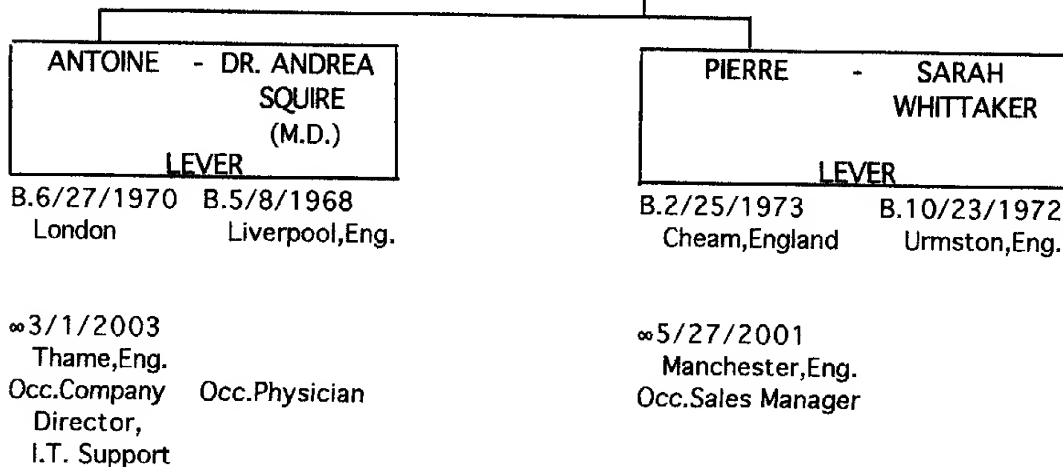 ANTOINE - DR. ANDREA
SQUIRE
(M.D.)
LEVER
B.6/27/1970 B.5/8/1968
London Liverpool,Eng.
∞3/1/2003
Thame,Eng.
Occ.Company Occ.Physician
Director,
I.T. Support
PIERRE - SARAH
WHITTAKER
LEVER
B.2/25/1973 B.10/23/1972
Cheam,England Urmston,Eng.
∞5/27/2001
Manchester,Eng.
Occ.Sales Manager